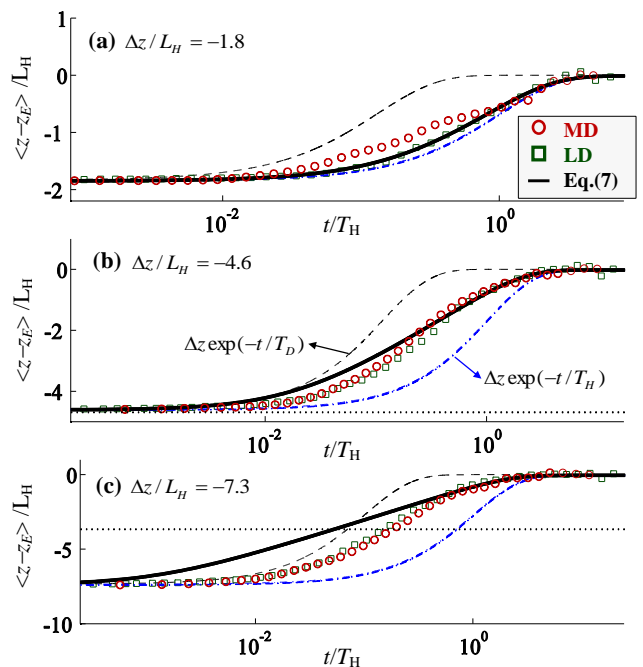 1
(a) Δz / L_H = −1.8
0
−1
−2
<z−z_E> /L_H
10^−2
10^0
t/T_H
MD
LD
Eq.(7)
(b) Δz / L_H = −4.6
0
−2
−4
<z−z_E> /L_H
Δz exp(−t/T_D)
Δz exp(−t/T_H)
10^−2
10^0
t/T_H
(c) Δz / L_H = −7.3
0
−5
−10
<z−z_E> /L_H
10^−2
10^0
t/T_H